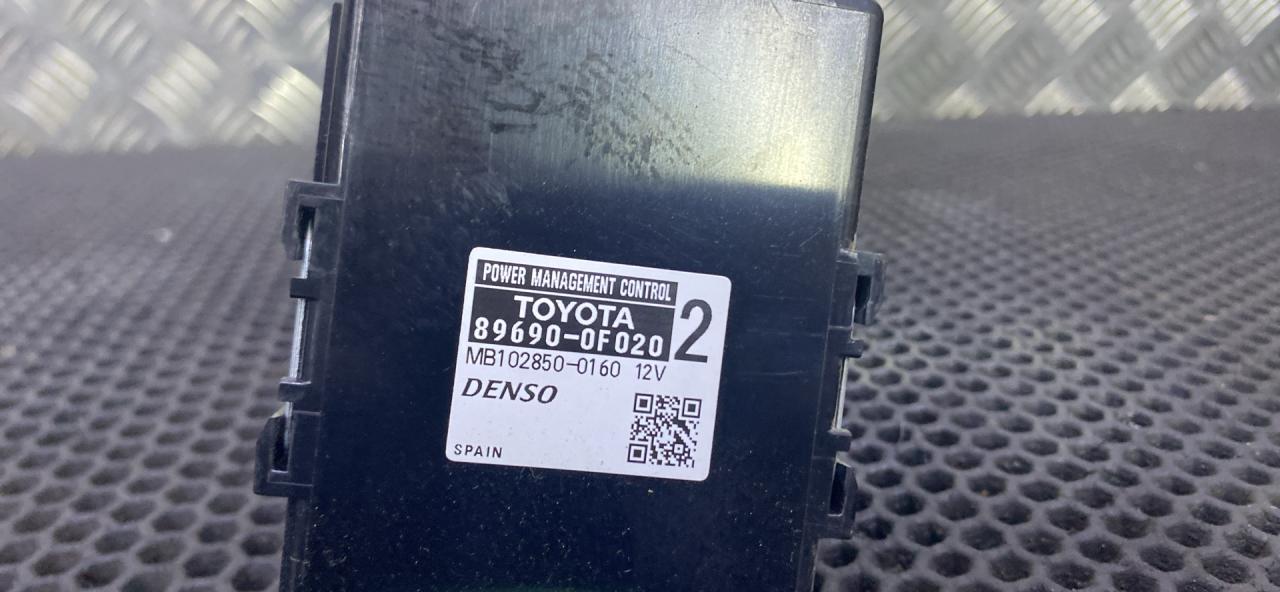 POWER MANAGEMENT CONTROL
TOYOTA
89690-0F020
2
MB102850-0160 12V
DENSO
SPAIN